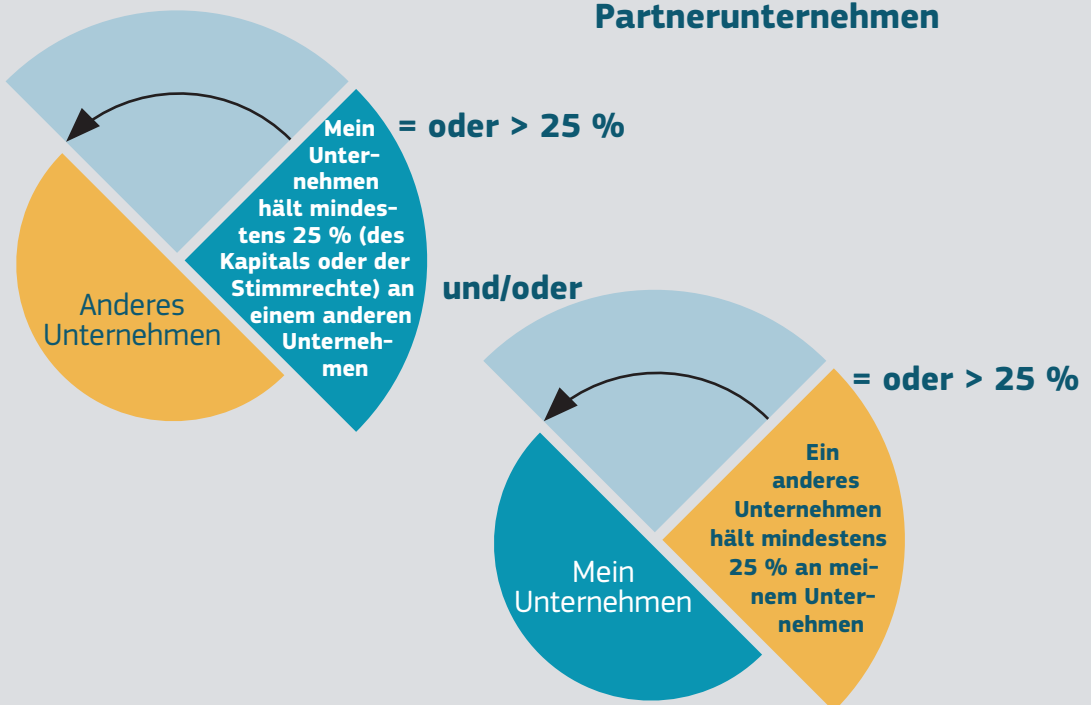 Partnerunternehmen
= oder > 25 %
Mein
Unter-
nehmen
hält mindes-
tens 25 % (des
Kapitals oder der
Stimmrechte) an
einem anderen
Unterneh-
men
Anderes
Unternehmen
und/oder
= oder > 25 %
Ein
anderes
Unternehmen
hält mindestens
25 % an mei-
nem Unter-
nehmen
Mein
Unternehmen